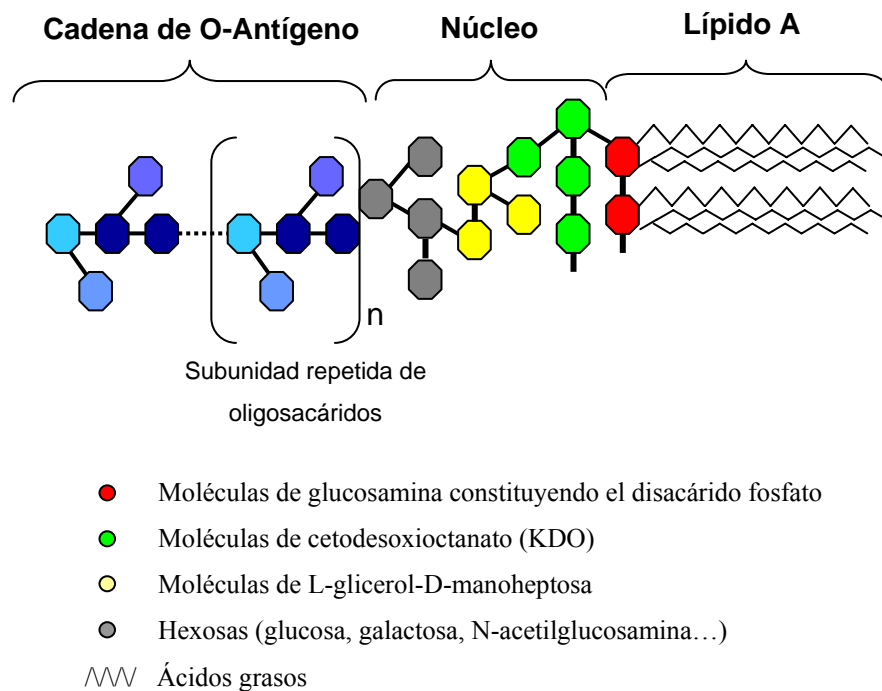 Cadena de O-Antígeno Núcleo Lípido A
n
Subunidad repetida de
oligosacáridos
Moléculas de glucosamina constituyendo el disacárido fosfato
Moléculas de cetodesoxioctanato (KDO)
Moléculas de L-glicerol-D-manoheptosa
Hexosas (glucosa, galactosa, N-acetilglucosamina…)
Ácidos grasos